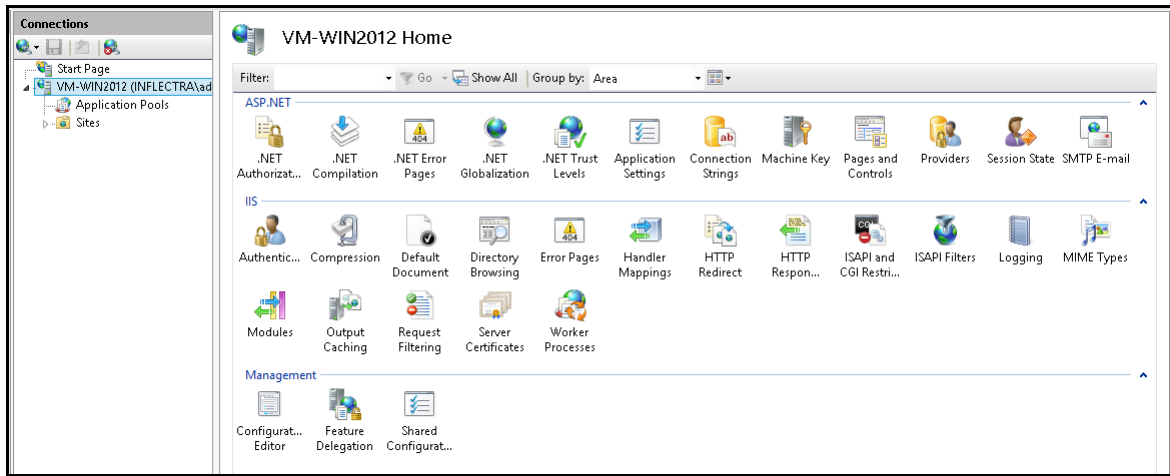 Connections
Start Page
VM-WIN2012 (INFLECTRA\ad
Application Pools
Sites
VM-WIN2012 Home
Filter: Go Show All Group by: Area
ASP.NET
.NET Authorizat...
.NET Compilation
.NET Error Pages
.NET Globalization
.NET Trust Levels
Application Settings
Connection Strings
Machine Key
Pages and Controls
Providers
Session State
SMTP E-mail
IIS
Authentic...
Compression
Default Document
Directory Browsing
Error Pages
Handler Mappings
HTTP Redirect
HTTP Respon...
ISAPI and CGI Restri...
ISAPI Filters
Logging
MIME Types
Modules
Output Caching
Request Filtering
Server Certificates
Worker Processes
Management
Configurat... Editor
Feature Delegation
Shared Configurat...